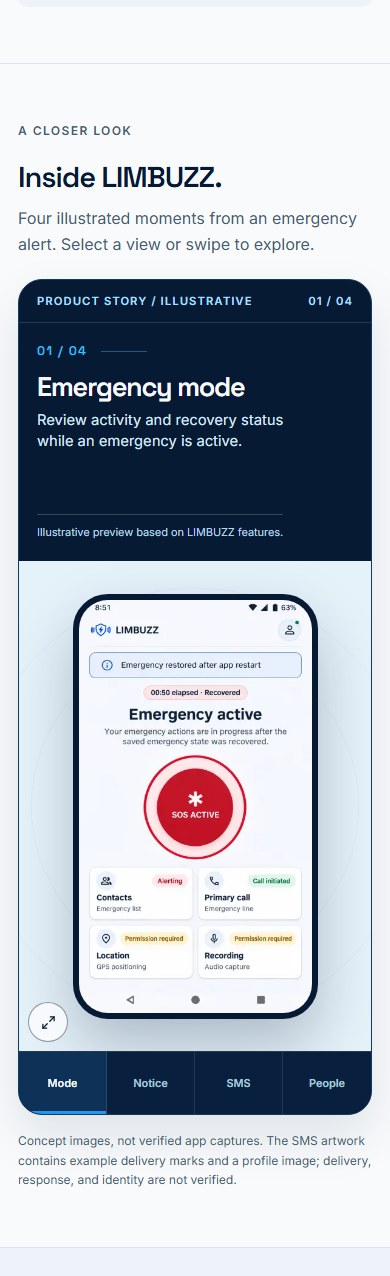 A CLOSER LOOK
Inside LIMBUZZ.
Four illustrated moments from an emergency
alert. Select a view or swipe to explore.
PRODUCT STORY / ILLUSTRATIVE 01 / 04
01 / 04
Emergency mode
Review activity and recovery status
while an emergency is active.
Illustrative preview based on LIMBUZZ features.
8:51 63%
LIMBUZZ
Emergency restored after app restart
00:50 elapsed · Recovered
Emergency active
Your emergency actions are in progress after the
saved emergency state was recovered.
SOS ACTIVE
Alerting
Contacts
Emergency list
Call initiated
Primary call
Emergency line
Permission required
Location
GPS positioning
Permission required
Recording
Audio capture
Mode Notice SMS People
Concept images, not verified app captures. The SMS artwork
contains example delivery marks and a profile image; delivery,
response, and identity are not verified.